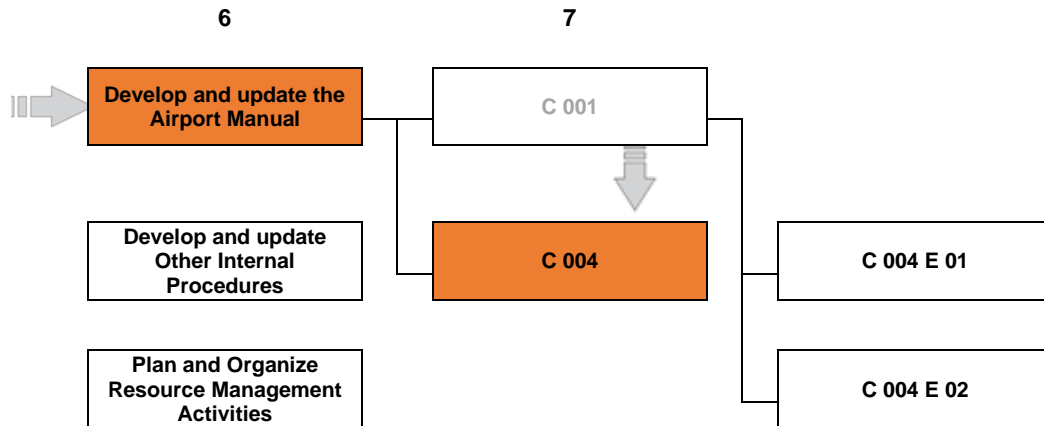 6
7
Develop and update the
Airport Manual
C 001
Develop and update
Other Internal
Procedures
C 004
C 004 E 01
Plan and Organize
Resource Management
Activities
C 004 E 02